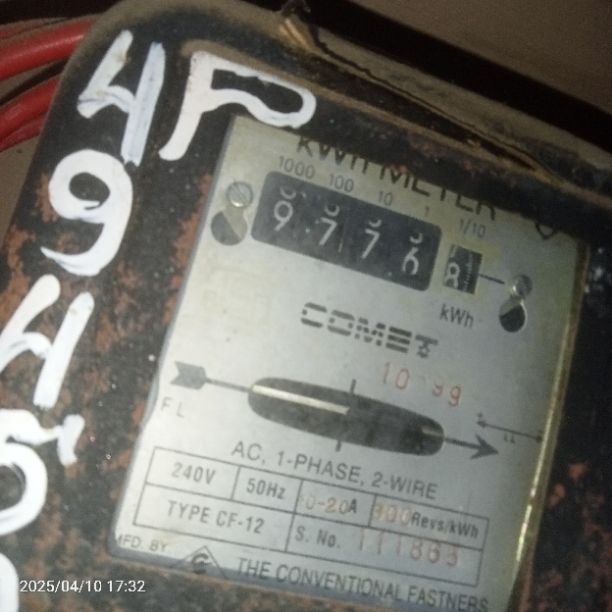 4P
9
H
5
kWh METER
1000 100 10 1 1/10
9 7 7 6 8
kWh
COMET
10 99
FL
AC, 1-PHASE, 2-WIRE
240V 50Hz 10-20A Revs/kWh
TYPE CF-12 S. No. 111863
MFD. BY THE CONVENTIONAL FASTNERS
2025/04/10 17:32